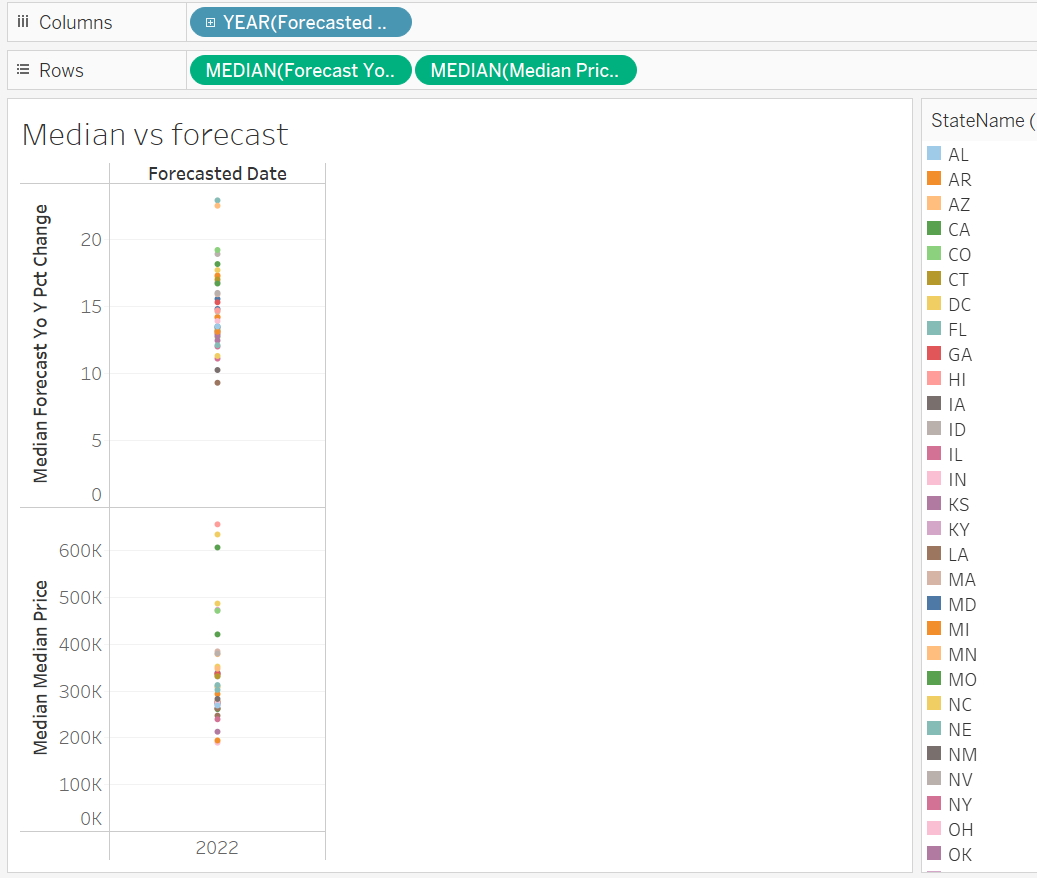 Columns
YEAR(Forecasted ..
Rows
MEDIAN(Forecast Yo..
MEDIAN(Median Pric..
Median vs forecast
Forecasted Date
Median Forecast Yo Y Pct Change
20
15
10
5
0
Median Median Price
600K
500K
400K
300K
200K
100K
0K
2022
StateName (
AL
AR
AZ
CA
CO
CT
DC
FL
GA
HI
IA
ID
IL
IN
KS
KY
LA
MA
MD
MI
MN
MO
NC
NE
NM
NV
NY
OH
OK